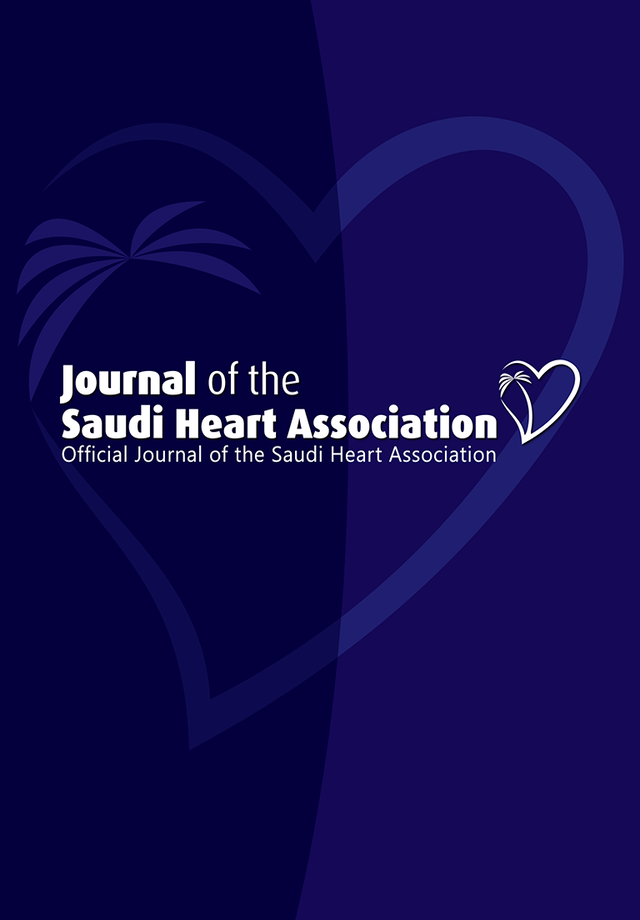 Journal of the
Saudi Heart Association
Official Journal of the Saudi Heart Association